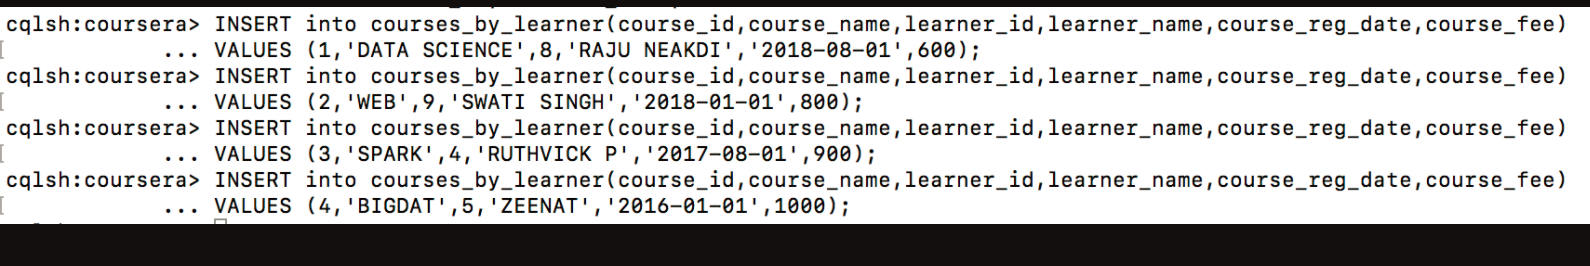 cqlsh:coursera> INSERT into courses_by_learner(course_id,course_name,learner_id,learner_name,course_reg_date,course_fee)
... VALUES (1,'DATA SCIENCE',8,'RAJU NEAKDI','2018-08-01',600);
cqlsh:coursera> INSERT into courses_by_learner(course_id,course_name,learner_id,learner_name,course_reg_date,course_fee)
... VALUES (2,'WEB',9,'SWATI SINGH','2018-01-01',800);
cqlsh:coursera> INSERT into courses_by_learner(course_id,course_name,learner_id,learner_name,course_reg_date,course_fee)
... VALUES (3,'SPARK',4,'RUTHVICK P','2017-08-01',900);
cqlsh:coursera> INSERT into courses_by_learner(course_id,course_name,learner_id,learner_name,course_reg_date,course_fee)
... VALUES (4,'BIGDAT',5,'ZEENAT','2016-01-01',1000);